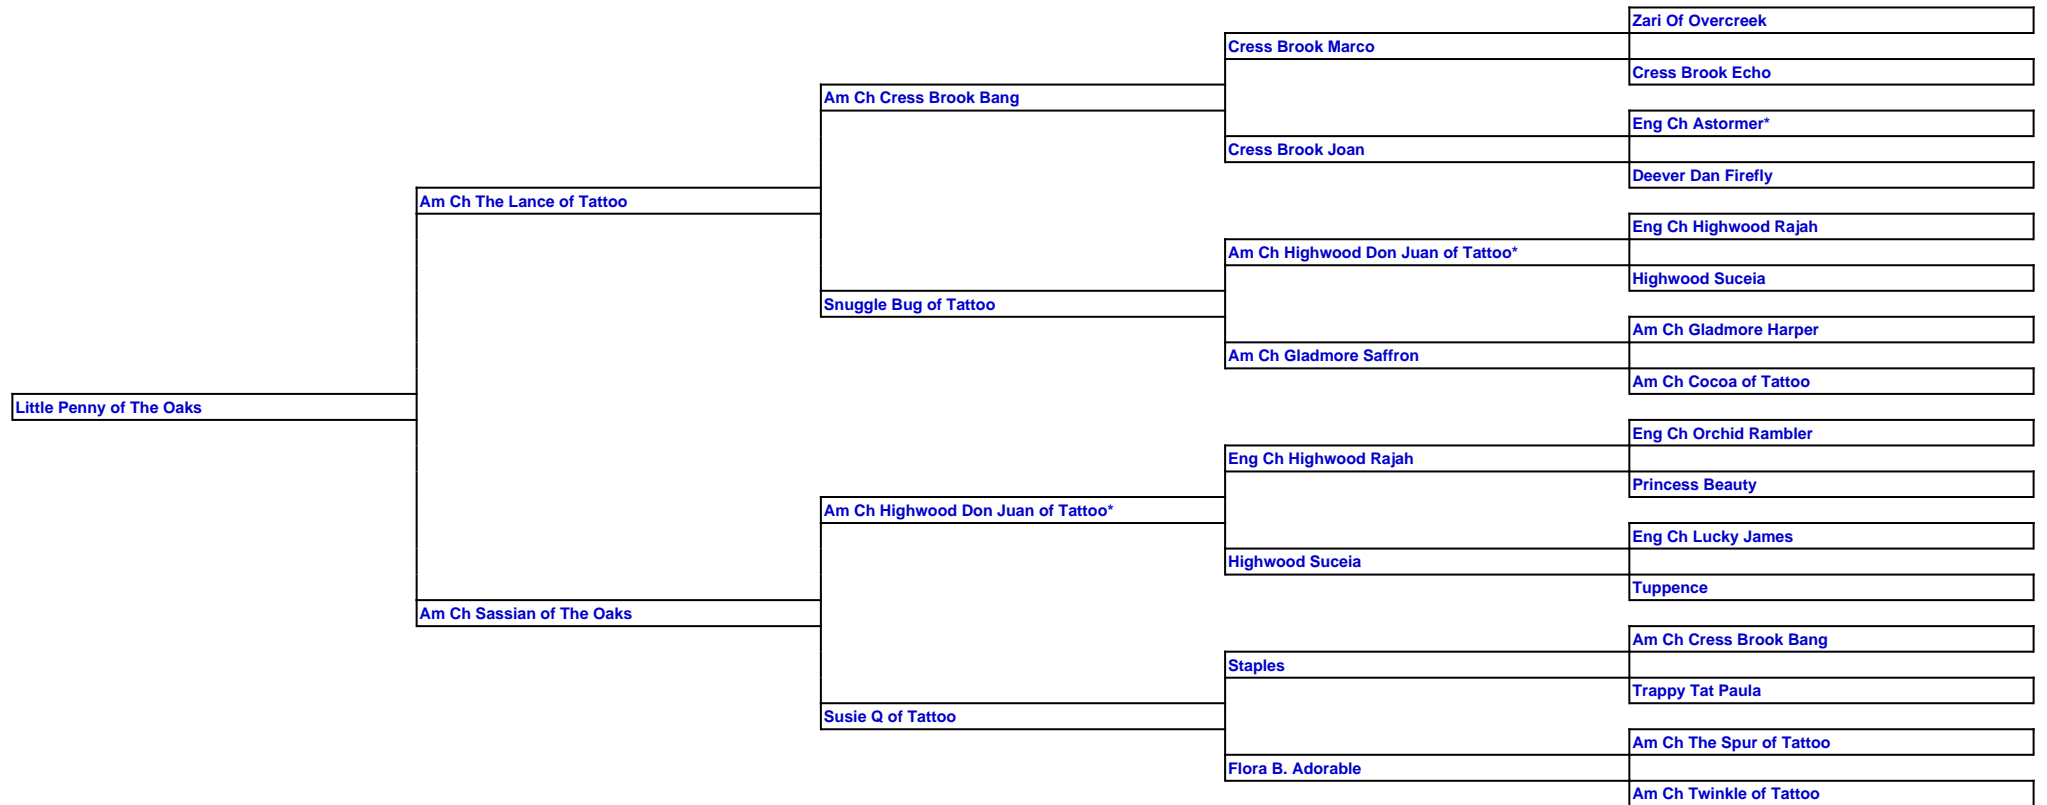 Zari Of Overcreek
Cress Brook Marco
Cress Brook Echo
Am Ch Cress Brook Bang
Eng Ch Astormer*
Cress Brook Joan
Deever Dan Firefly
Am Ch The Lance of Tattoo
Eng Ch Highwood Rajah
Am Ch Highwood Don Juan of Tattoo*
Highwood Suceia
Snuggle Bug of Tattoo
Am Ch Gladmore Harper
Am Ch Gladmore Saffron
Am Ch Cocoa of Tattoo
Little Penny of The Oaks
Eng Ch Orchid Rambler
Eng Ch Highwood Rajah
Princess Beauty
Am Ch Highwood Don Juan of Tattoo*
Eng Ch Lucky James
Highwood Suceia
Tuppence
Am Ch Sassian of The Oaks
Am Ch Cress Brook Bang
Staples
Trappy Tat Paula
Susie Q of Tattoo
Am Ch The Spur of Tattoo
Flora B. Adorable
Am Ch Twinkle of Tattoo